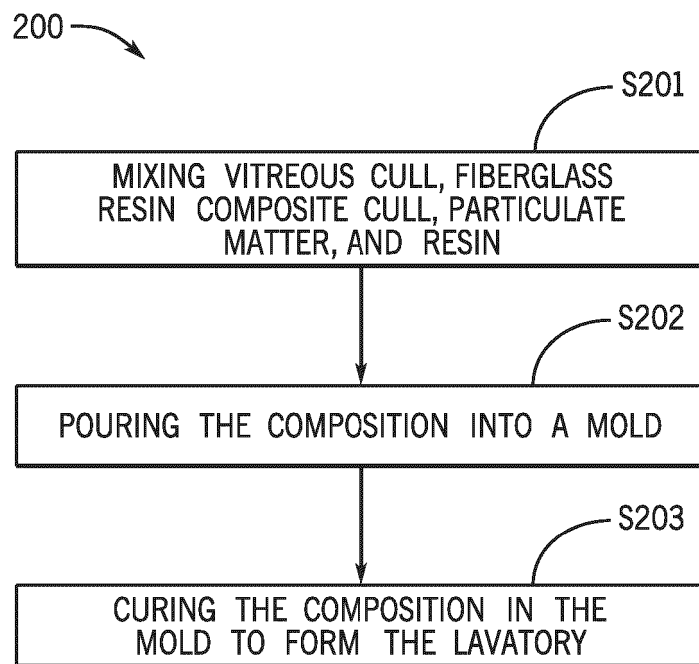 200
S201
MIXING VITREOUS CULL, FIBERGLASS
RESIN COMPOSITE CULL, PARTICULATE
MATTER, AND RESIN
S202
POURING THE COMPOSITION INTO A MOLD
S203
CURING THE COMPOSITION IN THE
MOLD TO FORM THE LAVATORY